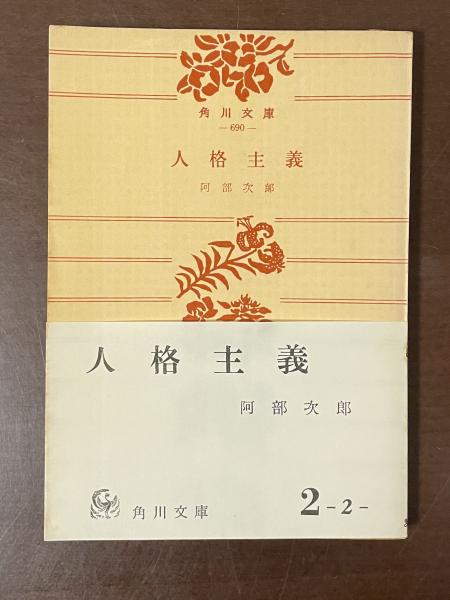 角川文庫
—690—
人格主義
阿部次郎
人格主義
阿部次郎
角川文庫
2-2-